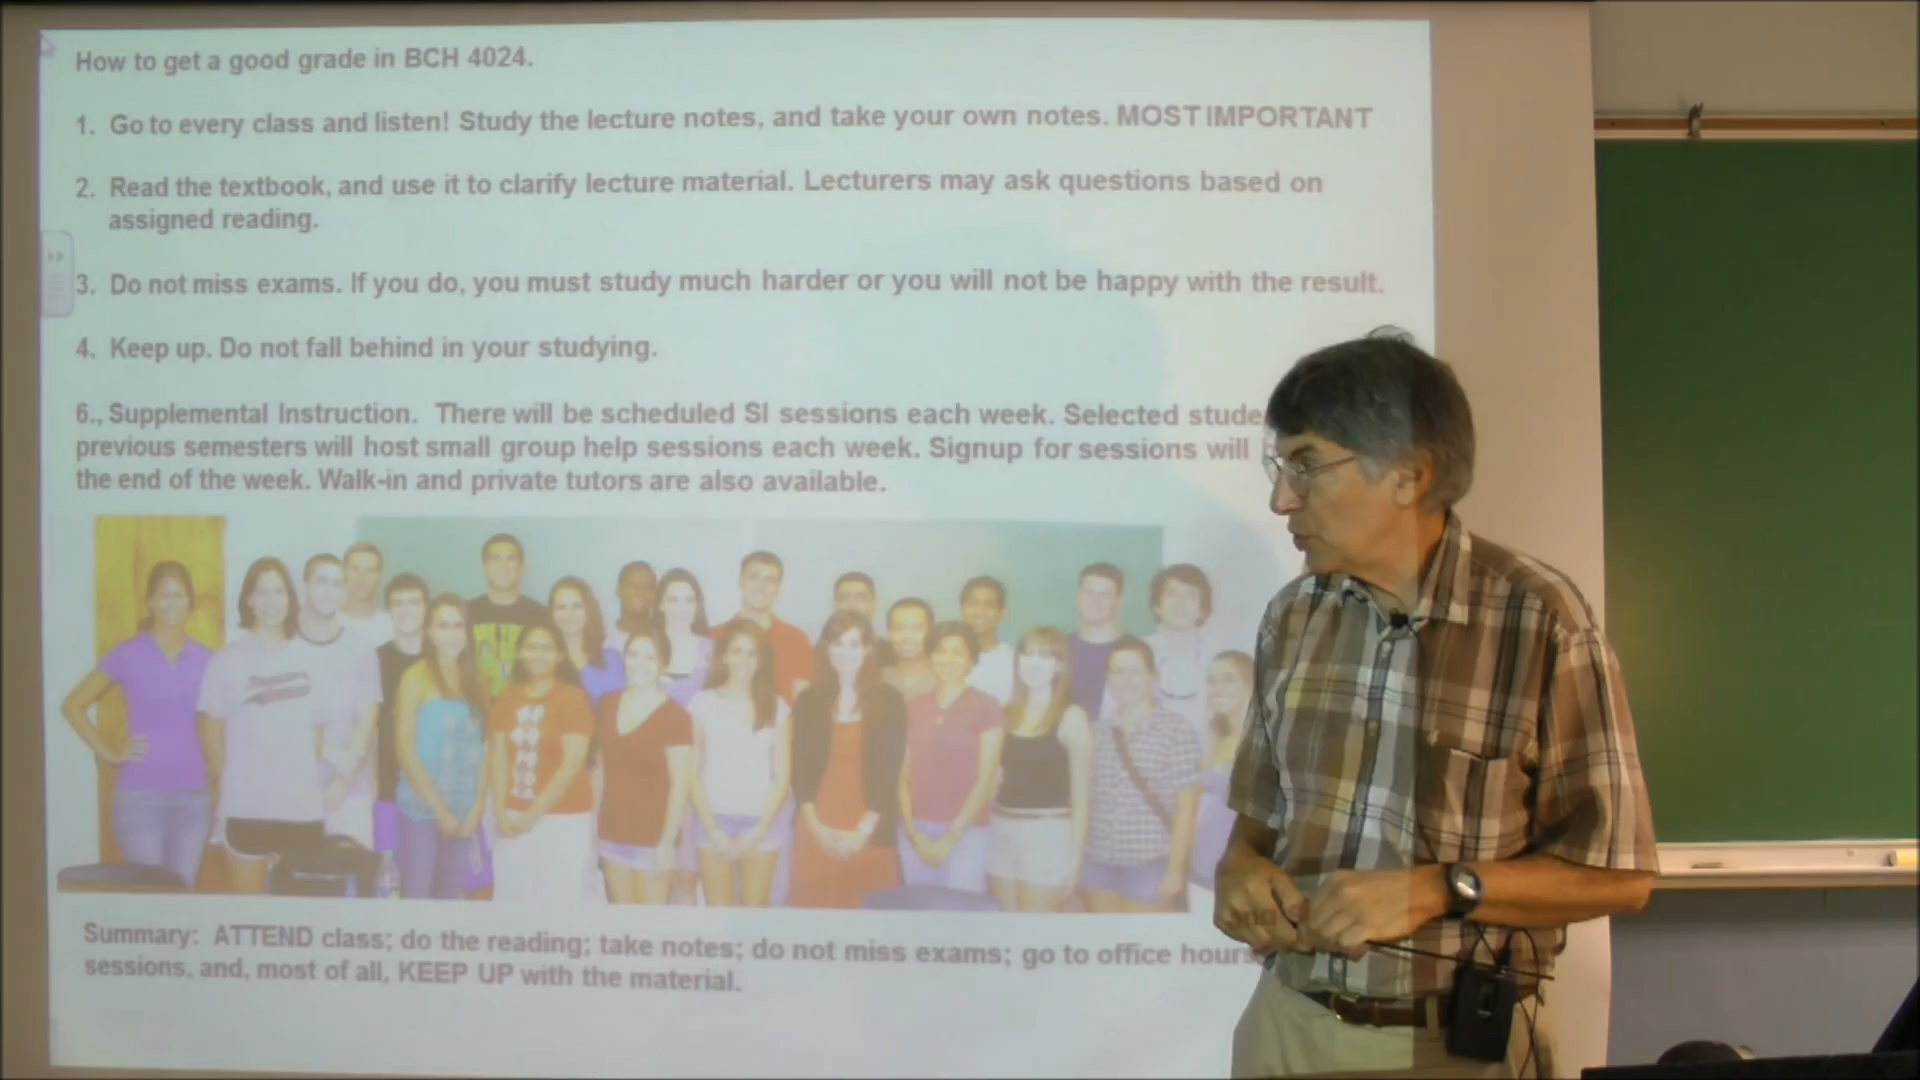 How to get a good grade in BCH 4024.
1. Go to every class and listen! Study the lecture notes, and take your own notes. MOST IMPORTANT
2. Read the textbook, and use it to clarify lecture material. Lecturers may ask questions based on
assigned reading.
3. Do not miss exams. If you do, you must study much harder or you will not be happy with the result.
4. Keep up. Do not fall behind in your studying.
6., Supplemental Instruction. There will be scheduled SI sessions each week. Selected
previous semesters will host small group help sessions each week. Signup for sessions will
the end of the week. Walk-in and private tutors are also available.
Summary: ATTEND class; do the reading; take notes; do not miss exams; go to office hours
sessions, and, most of all, KEEP UP with the material.